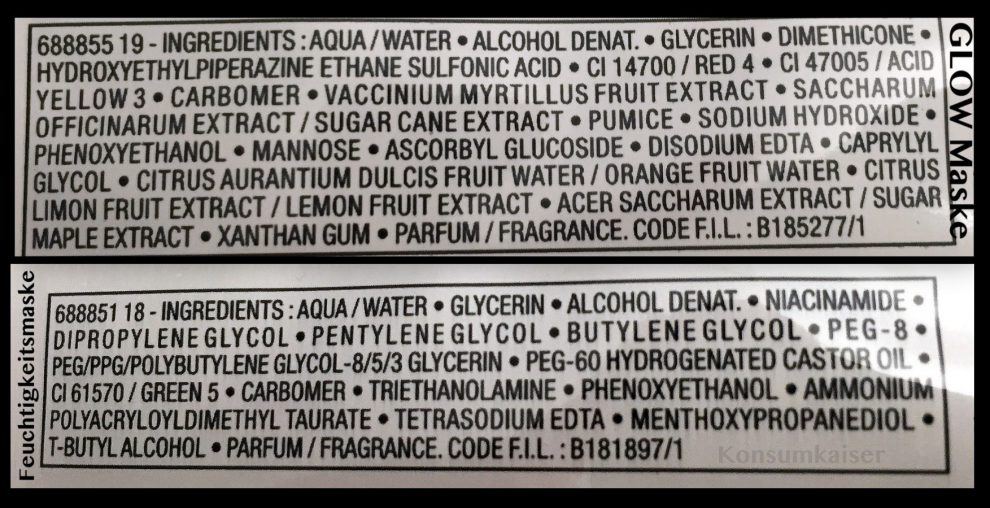 688855 19 - INGREDIENTS : AQUA / WATER • ALCOHOL DENAT. • GLYCERIN • DIMETHICONE •
HYDROXYETHYLPIPERAZINE ETHANE SULFONIC ACID • CI 14700 / RED 4 • CI 47005 / ACID
YELLOW 3 • CARBOMER • VACCINIUM MYRTILLUS FRUIT EXTRACT • SACCHARUM
OFFICINARUM EXTRACT / SUGAR CANE EXTRACT • PUMICE • SODIUM HYDROXIDE •
PHENOXYETHANOL • MANNOSE • ASCORBYL GLUCOSIDE • DISODIUM EDTA • CAPRYLYL
GLYCOL • CITRUS AURANTIUM DULCIS FRUIT WATER / ORANGE FRUIT WATER • CITRUS
LIMON FRUIT EXTRACT / LEMON FRUIT EXTRACT • ACER SACCHARUM EXTRACT / SUGAR
MAPLE EXTRACT • XANTHAN GUM • PARFUM / FRAGRANCE. CODE F.I.L. : B185277/1
GLOW Maske
Feuchtigkeitsmaske
688851 18 - INGREDIENTS : AQUA / WATER • GLYCERIN • ALCOHOL DENAT. • NIACINAMIDE •
DIPROPYLENE GLYCOL • PENTYLENE GLYCOL • BUTYLENE GLYCOL • PEG-8 •
PEG/PPG/POLYBUTYLENE GLYCOL-8/5/3 GLYCERIN • PEG-60 HYDROGENATED CASTOR OIL •
CI 61570 / GREEN 5 • CARBOMER • TRIETHANOLAMINE • PHENOXYETHANOL • AMMONIUM
POLYACRYLOYLDIMETHYL TAURATE • TETRASODIUM EDTA • MENTHOXYPROPANEDIOL •
T-BUTYL ALCOHOL • PARFUM / FRAGRANCE. CODE F.I.L. : B181897/1
Konsumkaiser